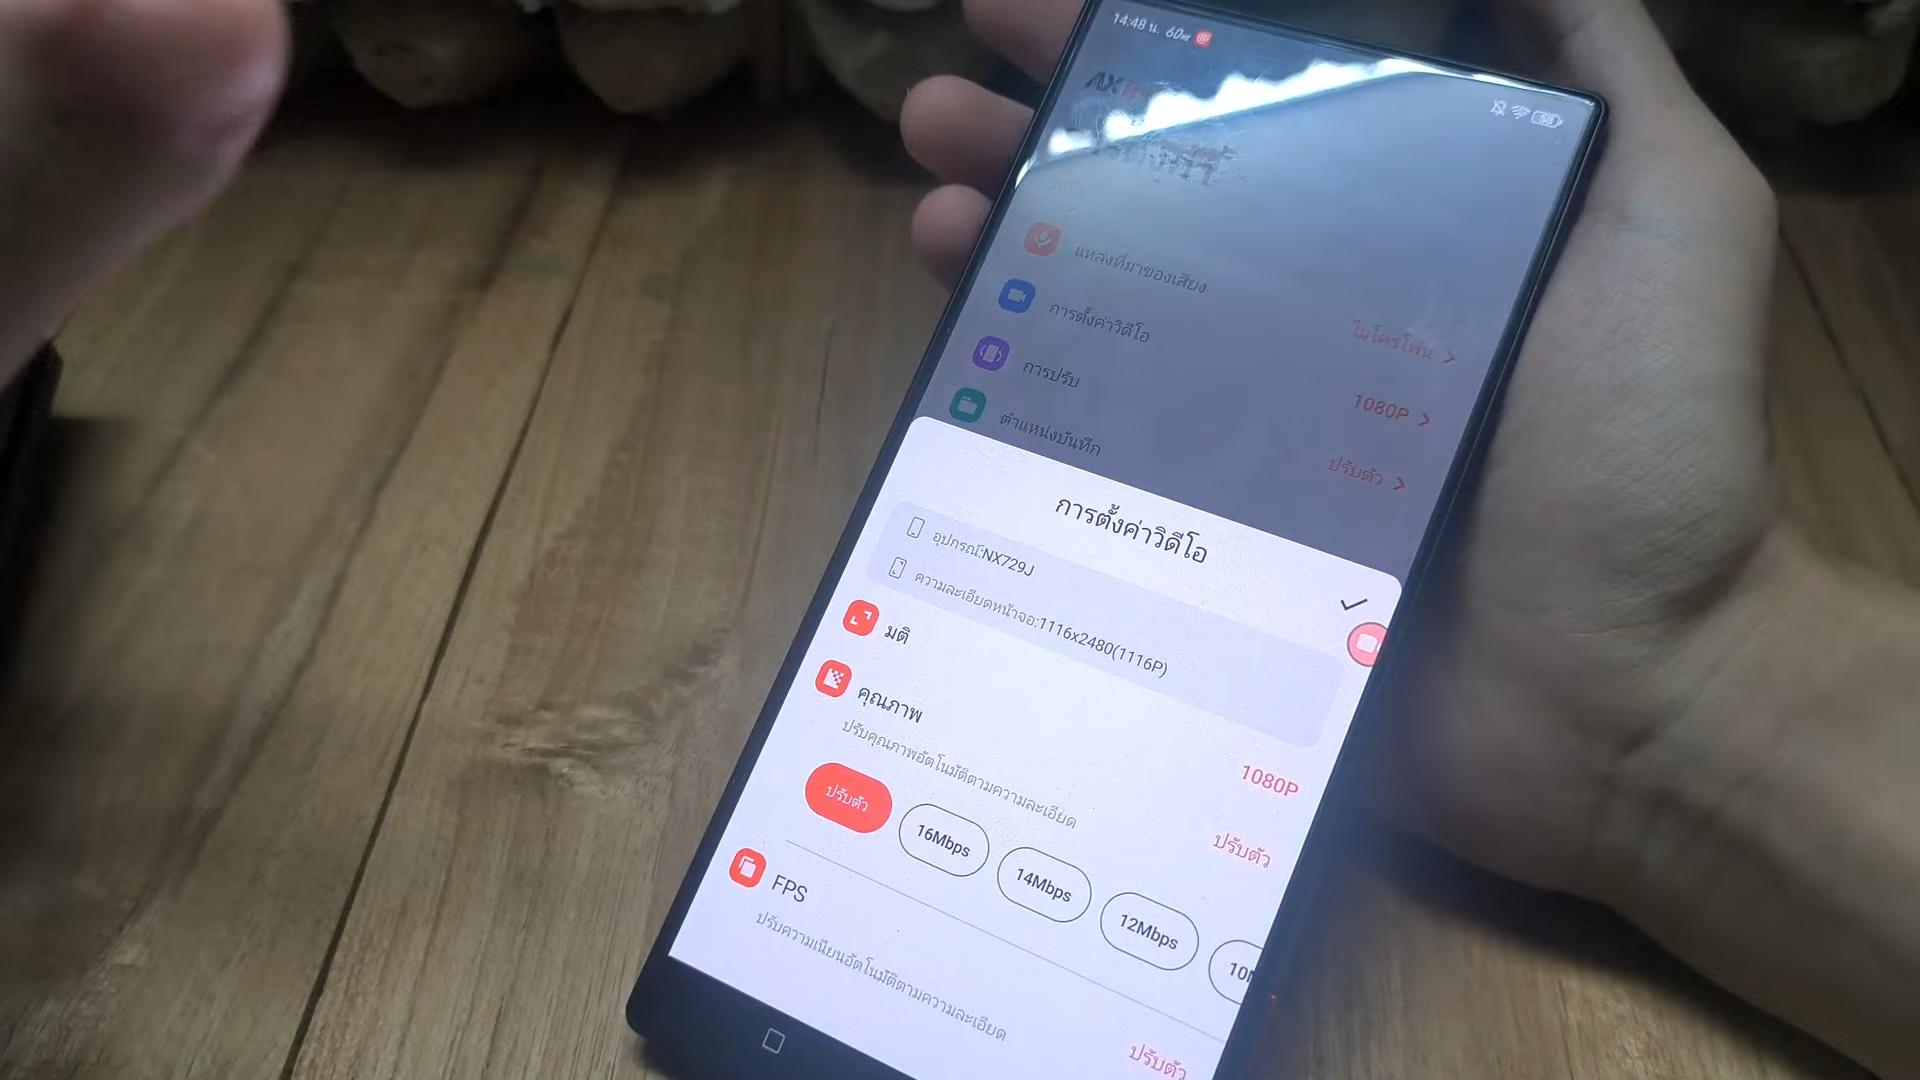 14:48 น. 60Hz
58
AX
แหล่งที่มาของเสียง
ไมโครโฟน
การตั้งค่าวิดีโอ
1080P
การปรับ
ปรับตัว
ตำแหน่งบันทึก
การตั้งค่าวิดีโอ
อุปกรณ์:NX729J
ความละเอียดหน้าจอ:1116x2480(1116P)
มติ
1080P
คุณภาพ
ปรับคุณภาพอัตโนมัติตามความละเอียด
ปรับตัว
ปรับตัว
16Mbps
14Mbps
12Mbps
FPS
ปรับความเนียนอัตโนมัติตามความละเอียด
ปรับตัว